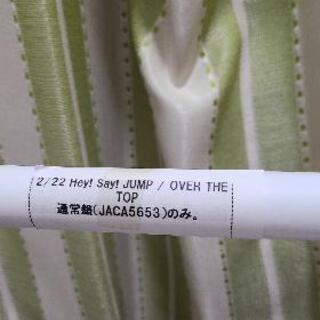 2/22 Hey! Say! JUMP / OVER THE
TOP
通常盤(JACA5653)のみ。